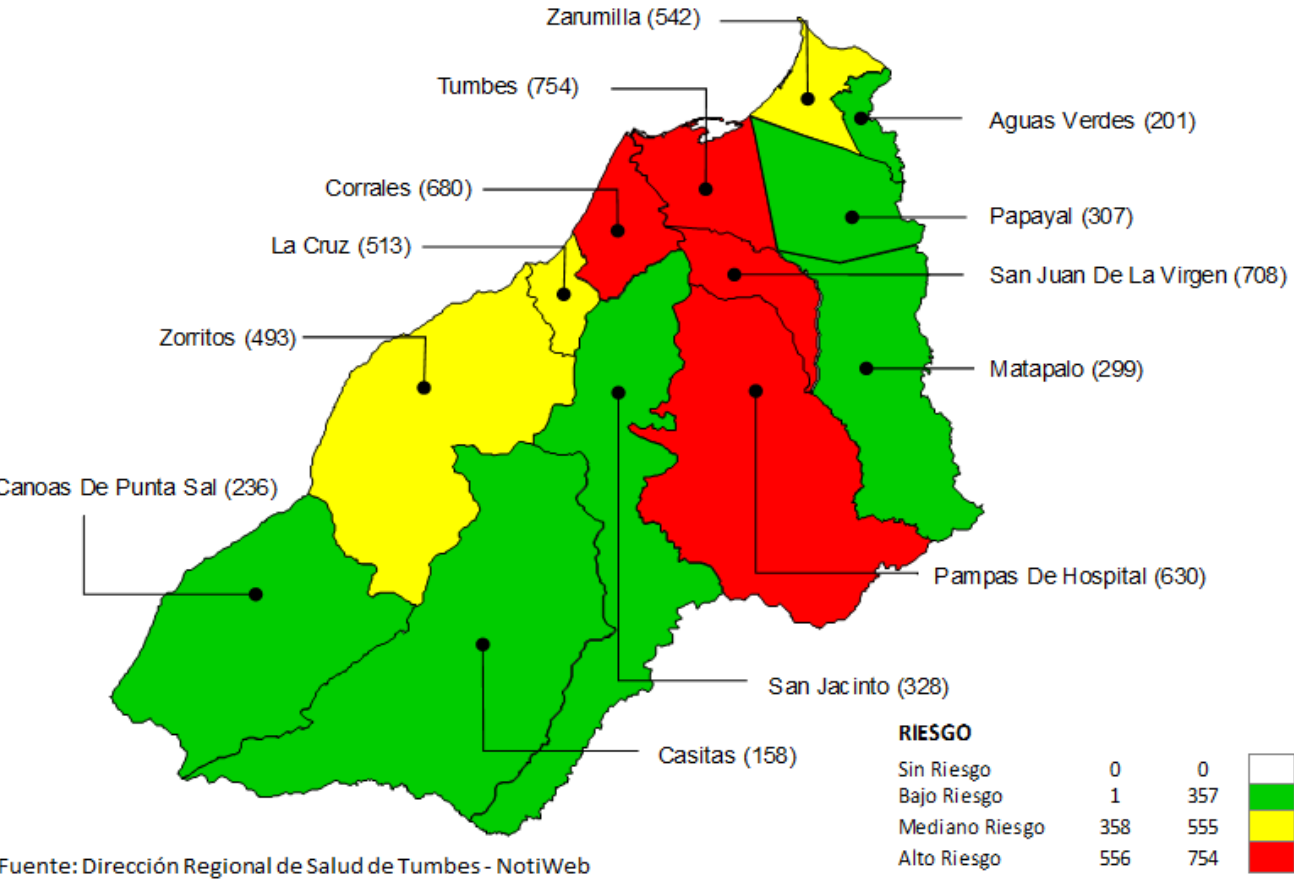 Zarumilla (542)
Tumbes (754)
Aguas Verdes (201)
Corrales (680)
Papayal (307)
La Cruz (513)
San Juan De La Virgen (708)
Zorritos (493)
Matapalo (299)
Canoas De Punta Sal (236)
Pampas De Hospital (630)
San Jacinto (328)
Casitas (158)
RIESGO
Sin Riesgo 0 0
Bajo Riesgo 1 357
Mediano Riesgo 358 555
Alto Riesgo 556 754
Fuente: Dirección Regional de Salud de Tumbes - NotiWeb